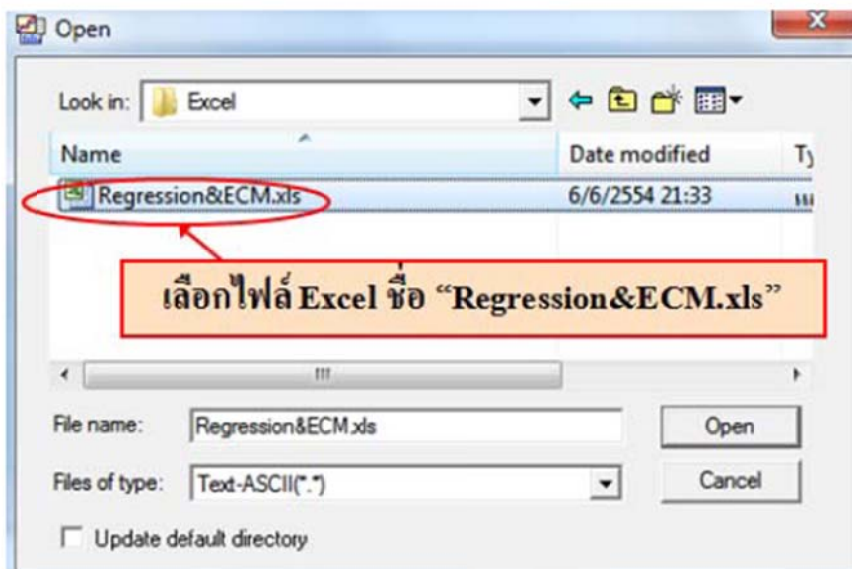 Open
Look in: Excel
Name Date modified Ty
Regression&ECM.xls 6/6/2554 21:33
เลือกไฟล์ Excel ชื่อ “Regression&ECM.xls”
File name: Regression&ECM.xls Open
Files of type: Text-ASCII(*.*) Cancel
Update default directory